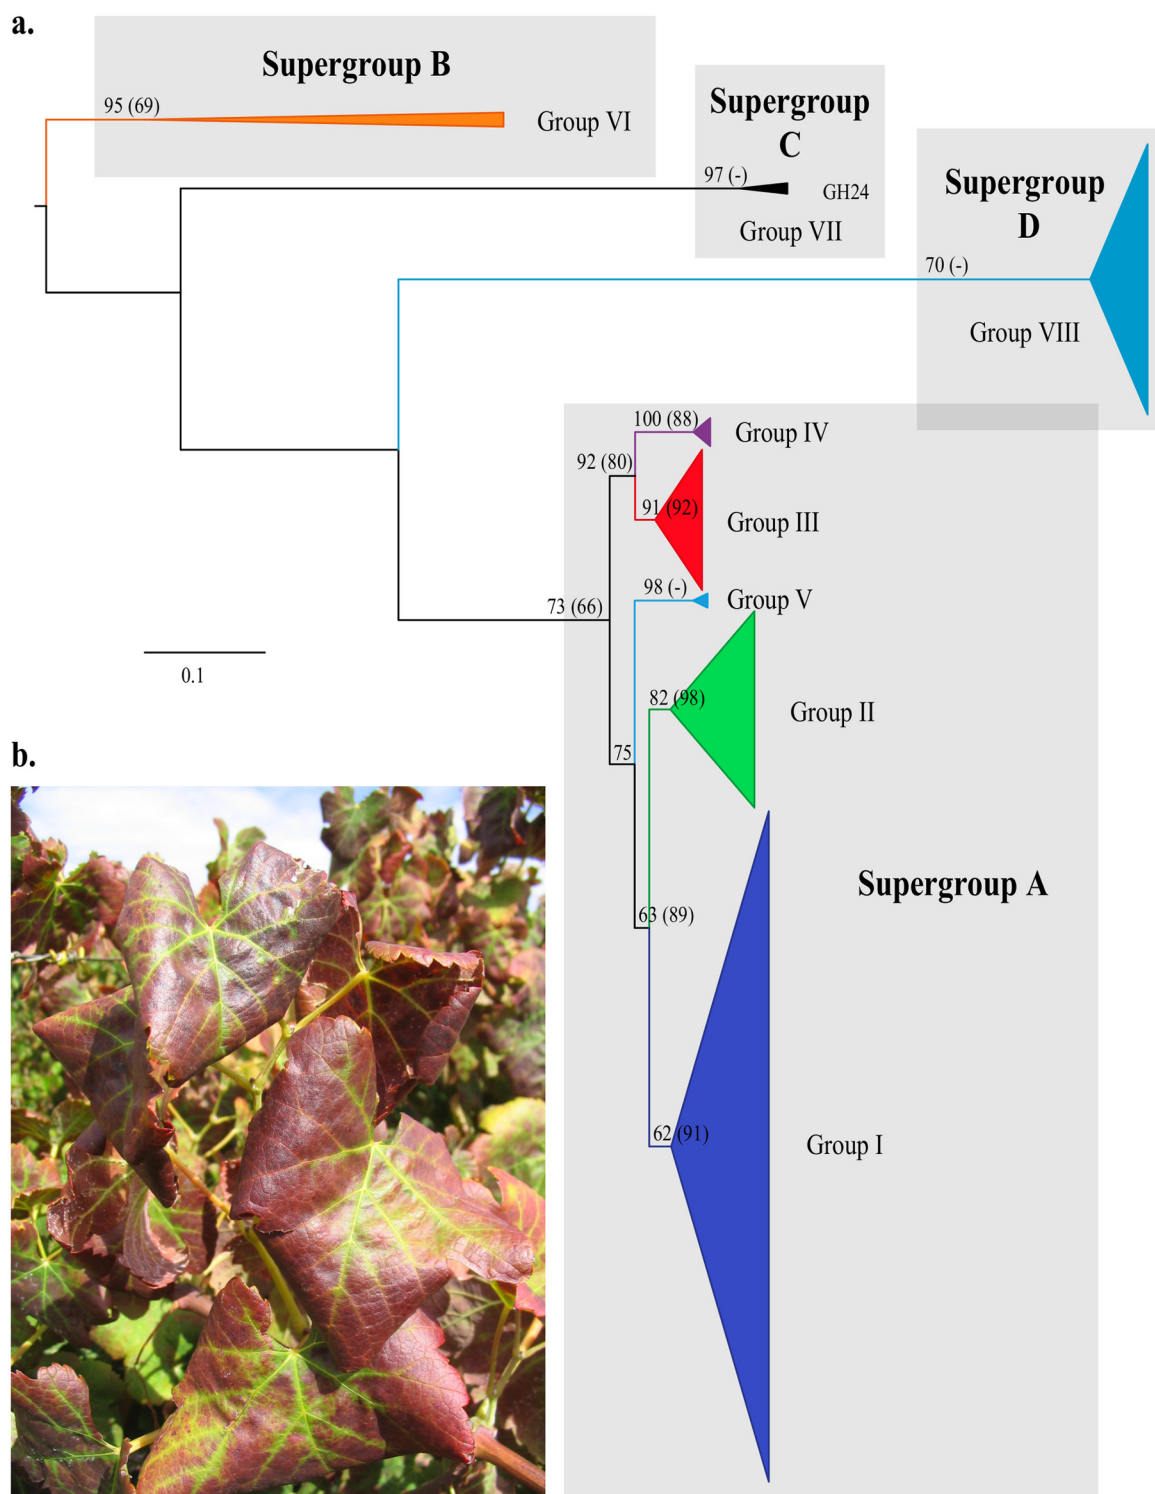 a.
Supergroup B
95 (69)
Group VI
Supergroup
C
97 (-)
GH24
Group VII
Supergroup
D
70 (-)
Group VIII
100 (88)
Group IV
92 (80)
91 (92)
Group III
98 (-)
Group V
73 (66)
0.1
82 (98)
Group II
75
b.
Supergroup A
63 (89)
62 (91)
Group I